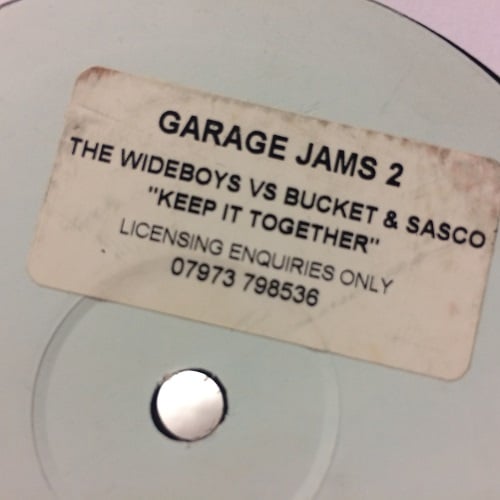 GARAGE JAMS 2
THE WIDEBOYS VS BUCKET & SASCO
"KEEP IT TOGETHER"
LICENSING ENQUIRIES ONLY
07973 798536